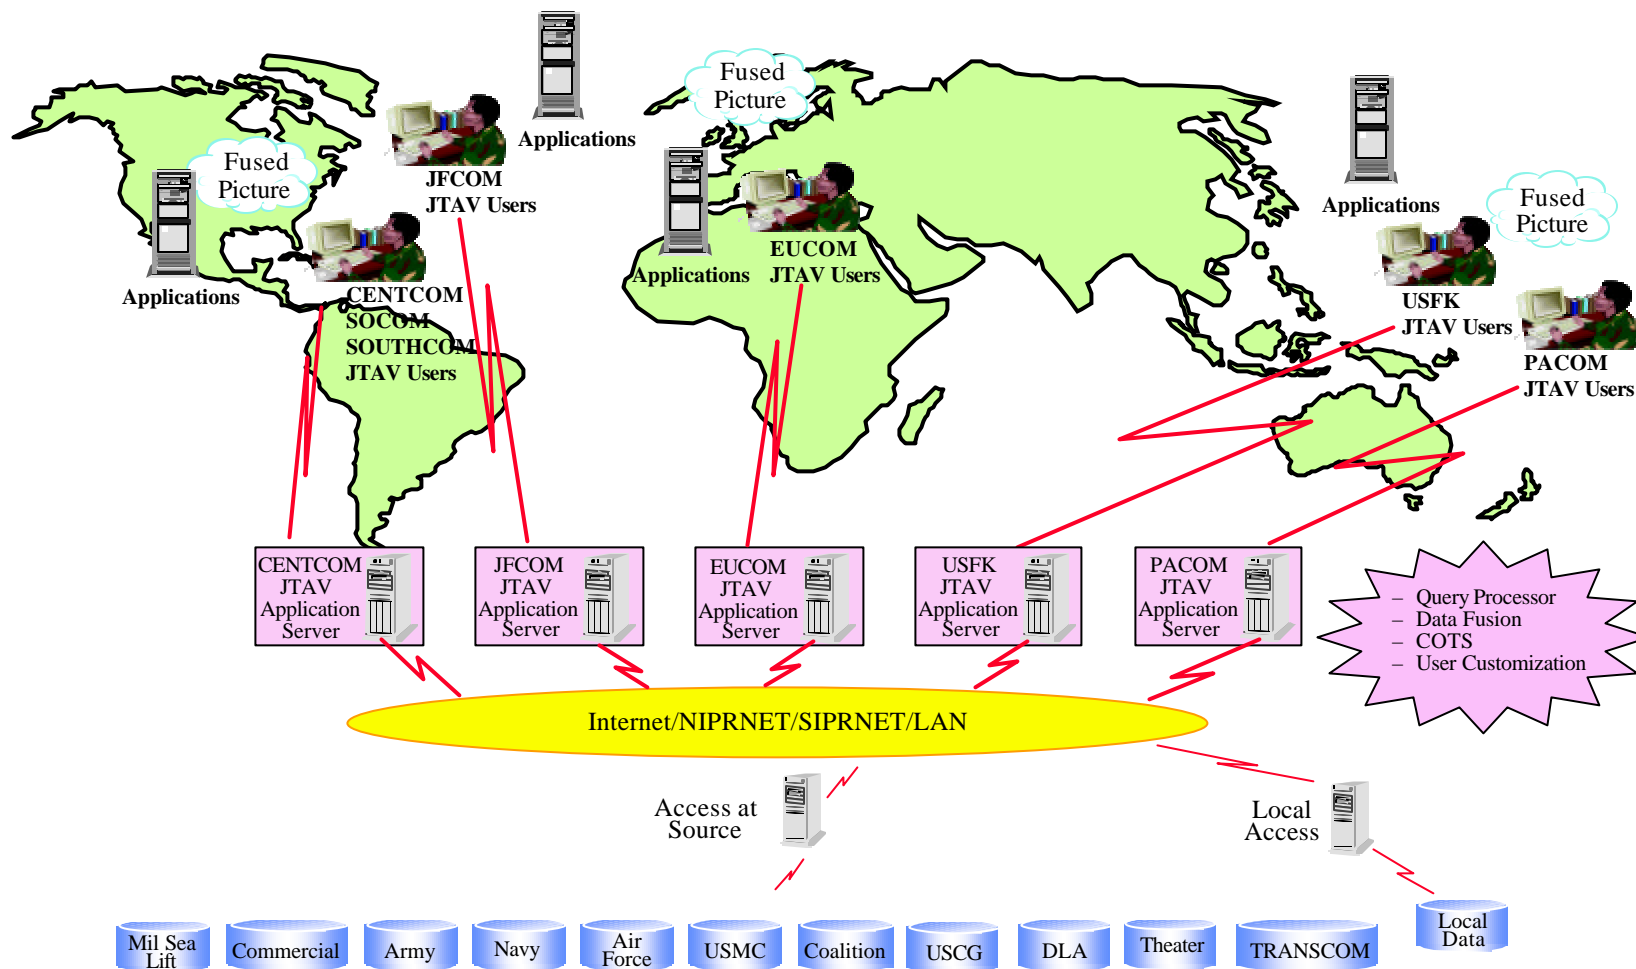 Fused
Picture
Applications
JFCOM
JTAV Users
Applications
CENTCOM
SOCOM
SOUTHCOM
JTAV Users
Fused
Picture
Applications
EUCOM
JTAV Users
Applications
Fused
Picture
USFK
JTAV Users
PACOM
JTAV Users
CENTCOM
JTAV
Application
Server
JFCOM
JTAV
Application
Server
EUCOM
JTAV
Application
Server
USFK
JTAV
Application
Server
PACOM
JTAV
Application
Server
– Query Processor
– Data Fusion
– COTS
– User Customization
Internet/NIPRNET/SIPRNET/LAN
Access at
Source
Local
Access
Mil Sea
Lift
Commercial
Army
Navy
Air
Force
USMC
Coalition
USCG
DLA
Theater
TRANSCOM
Local
Data